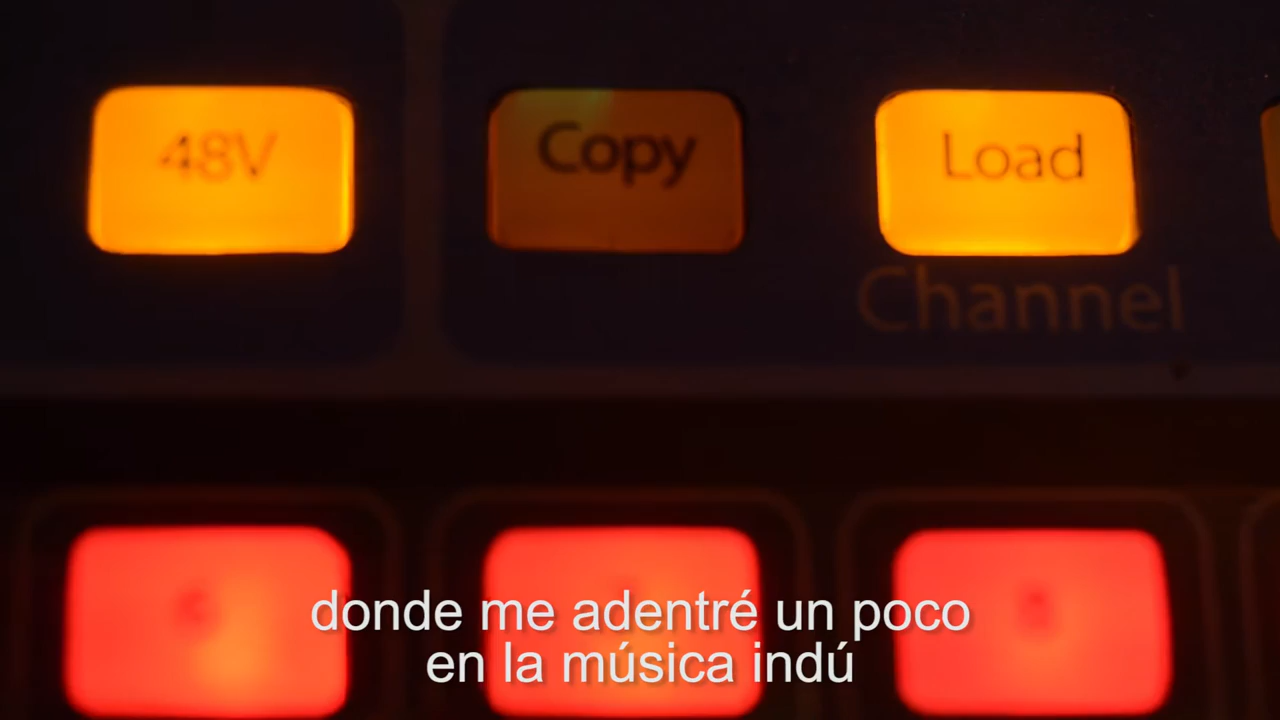 48V
Copy
Load
Channel
donde me adentré un poco
en la música indú